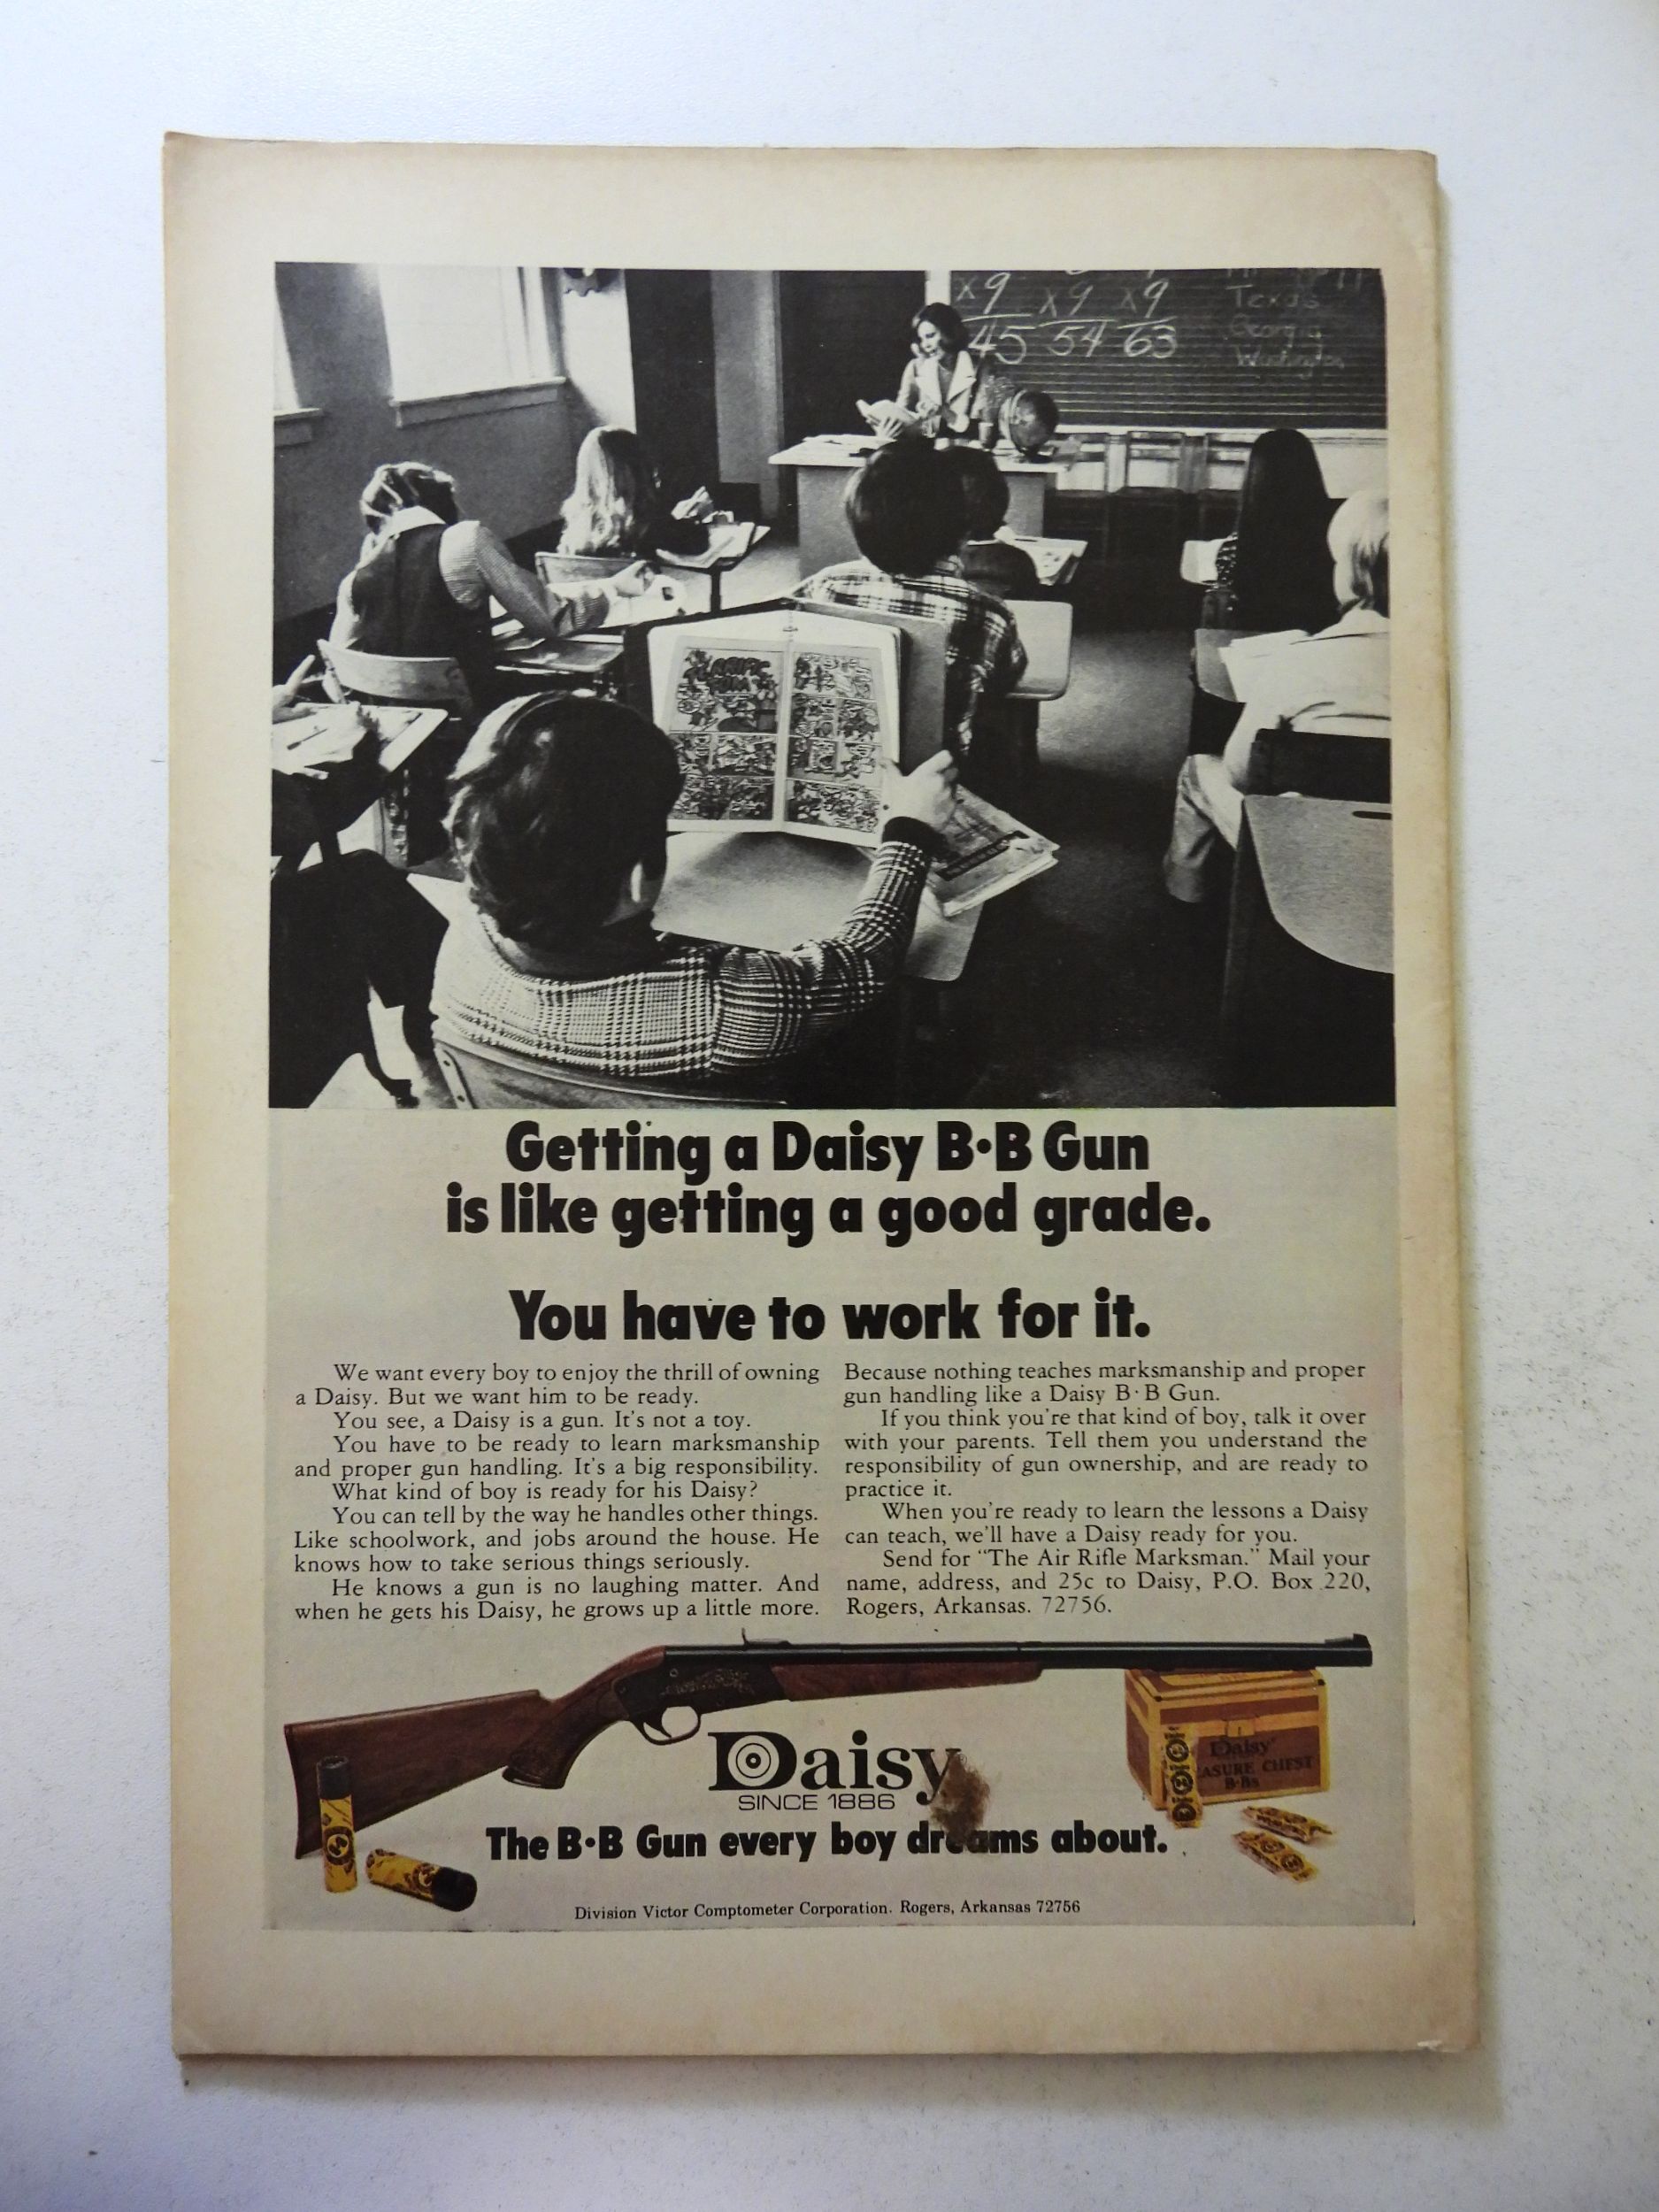 x9 x9 x9
45 54 63
Texas
Georgia
Washington
Getting a Daisy B·B Gun
is like getting a good grade.
You have to work for it.
We want every boy to enjoy the thrill of owning
a Daisy. But we want him to be ready.
You see, a Daisy is a gun. It's not a toy.
You have to be ready to learn marksmanship
and proper gun handling. It's a big responsibility.
What kind of boy is ready for his Daisy?
You can tell by the way he handles other things.
Like schoolwork, and jobs around the house. He
knows how to take serious things seriously.
He knows a gun is no laughing matter. And
when he gets his Daisy, he grows up a little more.
Because nothing teaches marksmanship and proper
gun handling like a Daisy B·B Gun.
If you think you're that kind of boy, talk it over
with your parents. Tell them you understand the
responsibility of gun ownership, and are ready to
practice it.
When you're ready to learn the lessons a Daisy
can teach, we'll have a Daisy ready for you.
Send for "The Air Rifle Marksman." Mail your
name, address, and 25c to Daisy, P.O. Box 220,
Rogers, Arkansas. 72756.
Daisy
SINCE 1886
Daisy
ASURE CHEST
B·Bs
The B·B Gun every boy dreams about.
Division Victor Comptometer Corporation. Rogers, Arkansas 72756